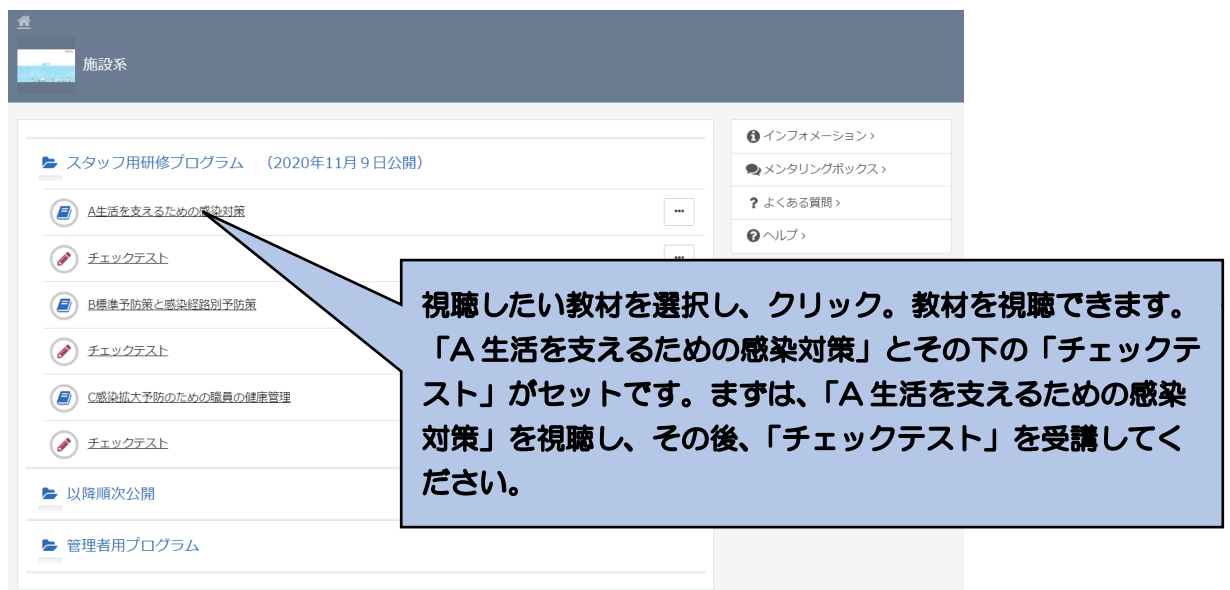 施設系
スタッフ用研修プログラム （2020年11月9日公開）
A生活を支えるための感染対策
チェックテスト
B標準予防策と感染経路別予防策
チェックテスト
C感染拡大予防のための職員の健康管理
チェックテスト
以降順次公開
管理者用プログラム
インフォメーション ›
メンタリングボックス ›
? よくある質問 ›
ヘルプ ›
視聴したい教材を選択し、クリック。教材を視聴できます。
「A 生活を支えるための感染対策」とその下の「チェックテ
スト」がセットです。まずは、「A 生活を支えるための感染
対策」を視聴し、その後、「チェックテスト」を受講してく
ださい。